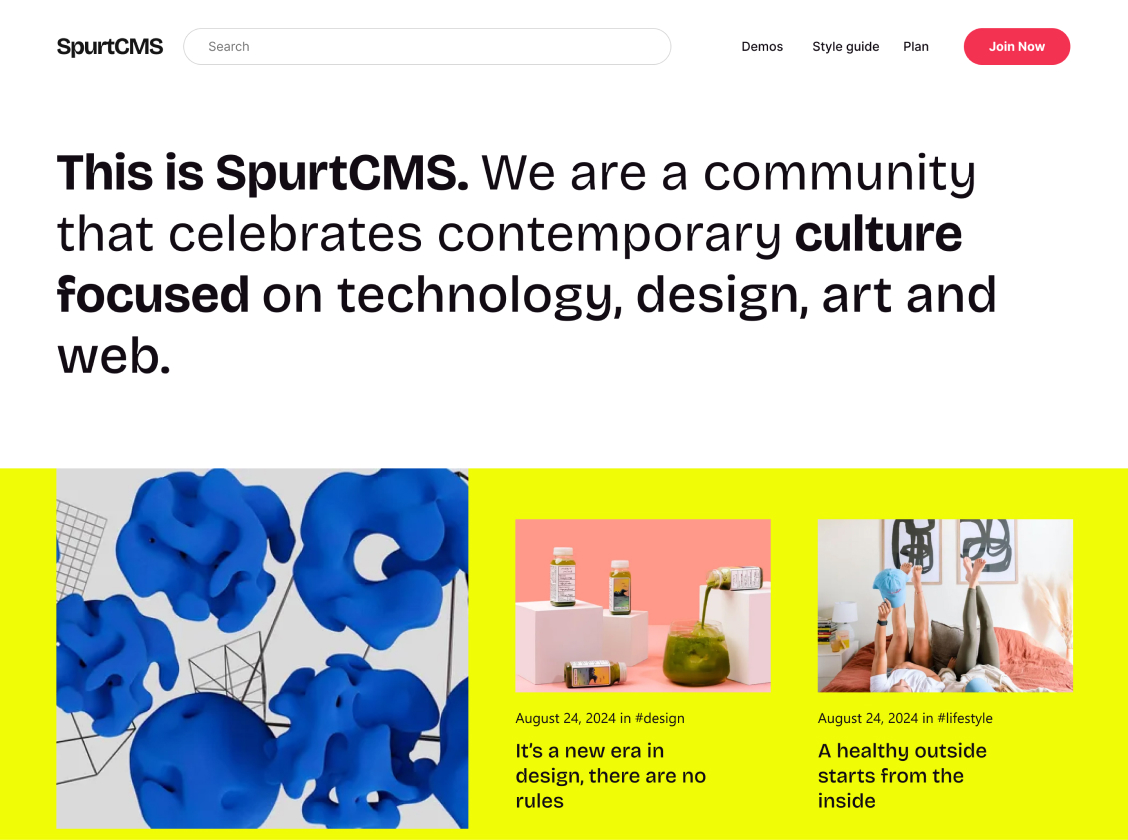 SpurtCMS
Search
Demos
Style guide
Plan
Join Now
This is SpurtCMS. We are a community
that celebrates contemporary culture
focused on technology, design, art and
web.
August 24, 2024 in #design
It’s a new era in
design, there are no
rules
August 24, 2024 in #lifestyle
A healthy outside
starts from the
inside